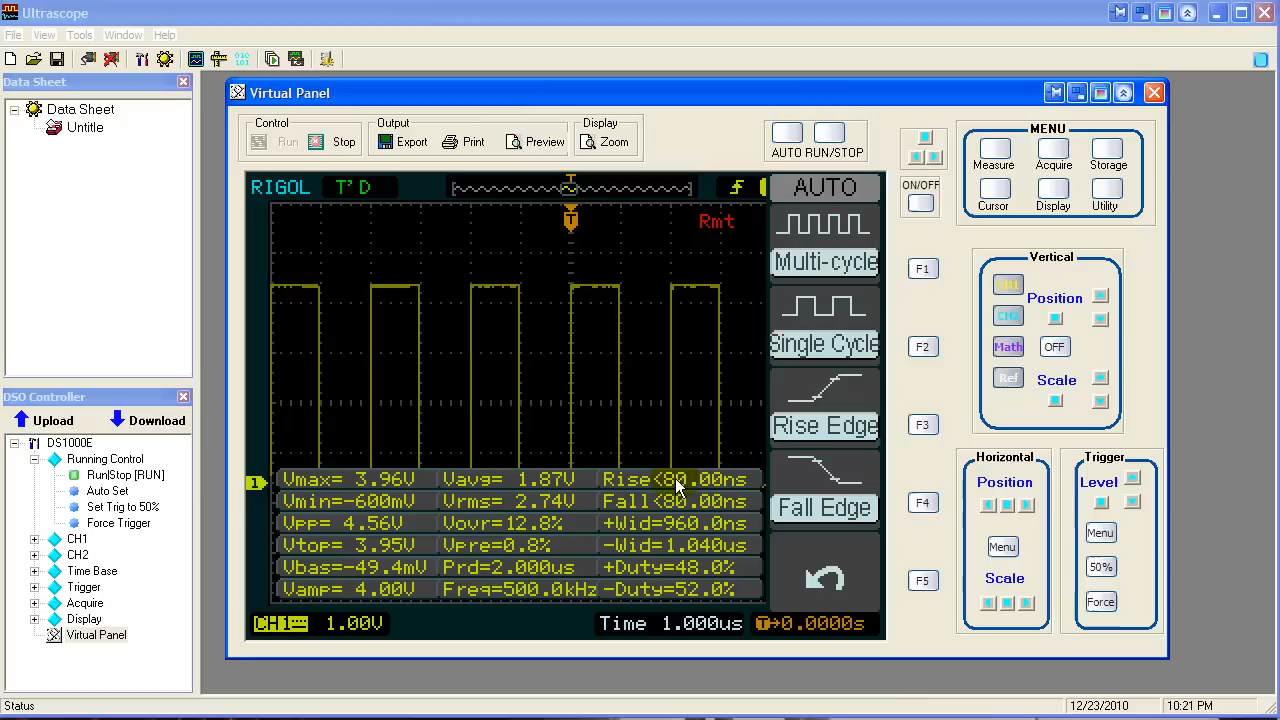 Ultrascope
File View Tools Window Help
Data Sheet
Data Sheet
Untitle
DSO Controller
Upload Download
DS1000E
Running Control
Run|Stop [RUN]
Auto Set
Set Trig to 50%
Force Trigger
CH1
CH2
Time Base
Trigger
Acquire
Display
Virtual Panel
Virtual Panel
Control
Run Stop
Output
Export Print Preview
Display
Zoom
AUTO RUN/STOP
RIGOL T'D
T
T
Rmt
1
Vmax= 3.96V Vavg= 1.87V Rise<80.00ns
Vmin=-600mV Vrms= 2.74V Fall<80.00ns
Vpp= 4.56V Vovr=12.8% +Wid=960.0ns
Vtop= 3.95V Vpre=0.8% -Wid=1.040us
Vbas=-49.4mV Prd=2.000us +Duty=48.0%
Vamp= 4.00V Freq=500.0kHz -Duty=52.0%
CH1 1.00V Time 1.000us T→0.0000s
AUTO
Multi-cycle
Single Cycle
Rise Edge
Fall Edge
ON/OFF
F1
F2
F3
F4
F5
MENU
Measure Acquire Storage
Cursor Display Utility
Vertical
CH1
Position
CH2
Math OFF
Ref
Scale
Horizontal
Position
Menu
Scale
Trigger
Level
Menu
50%
Force
Status 12/23/2010 10:21 PM